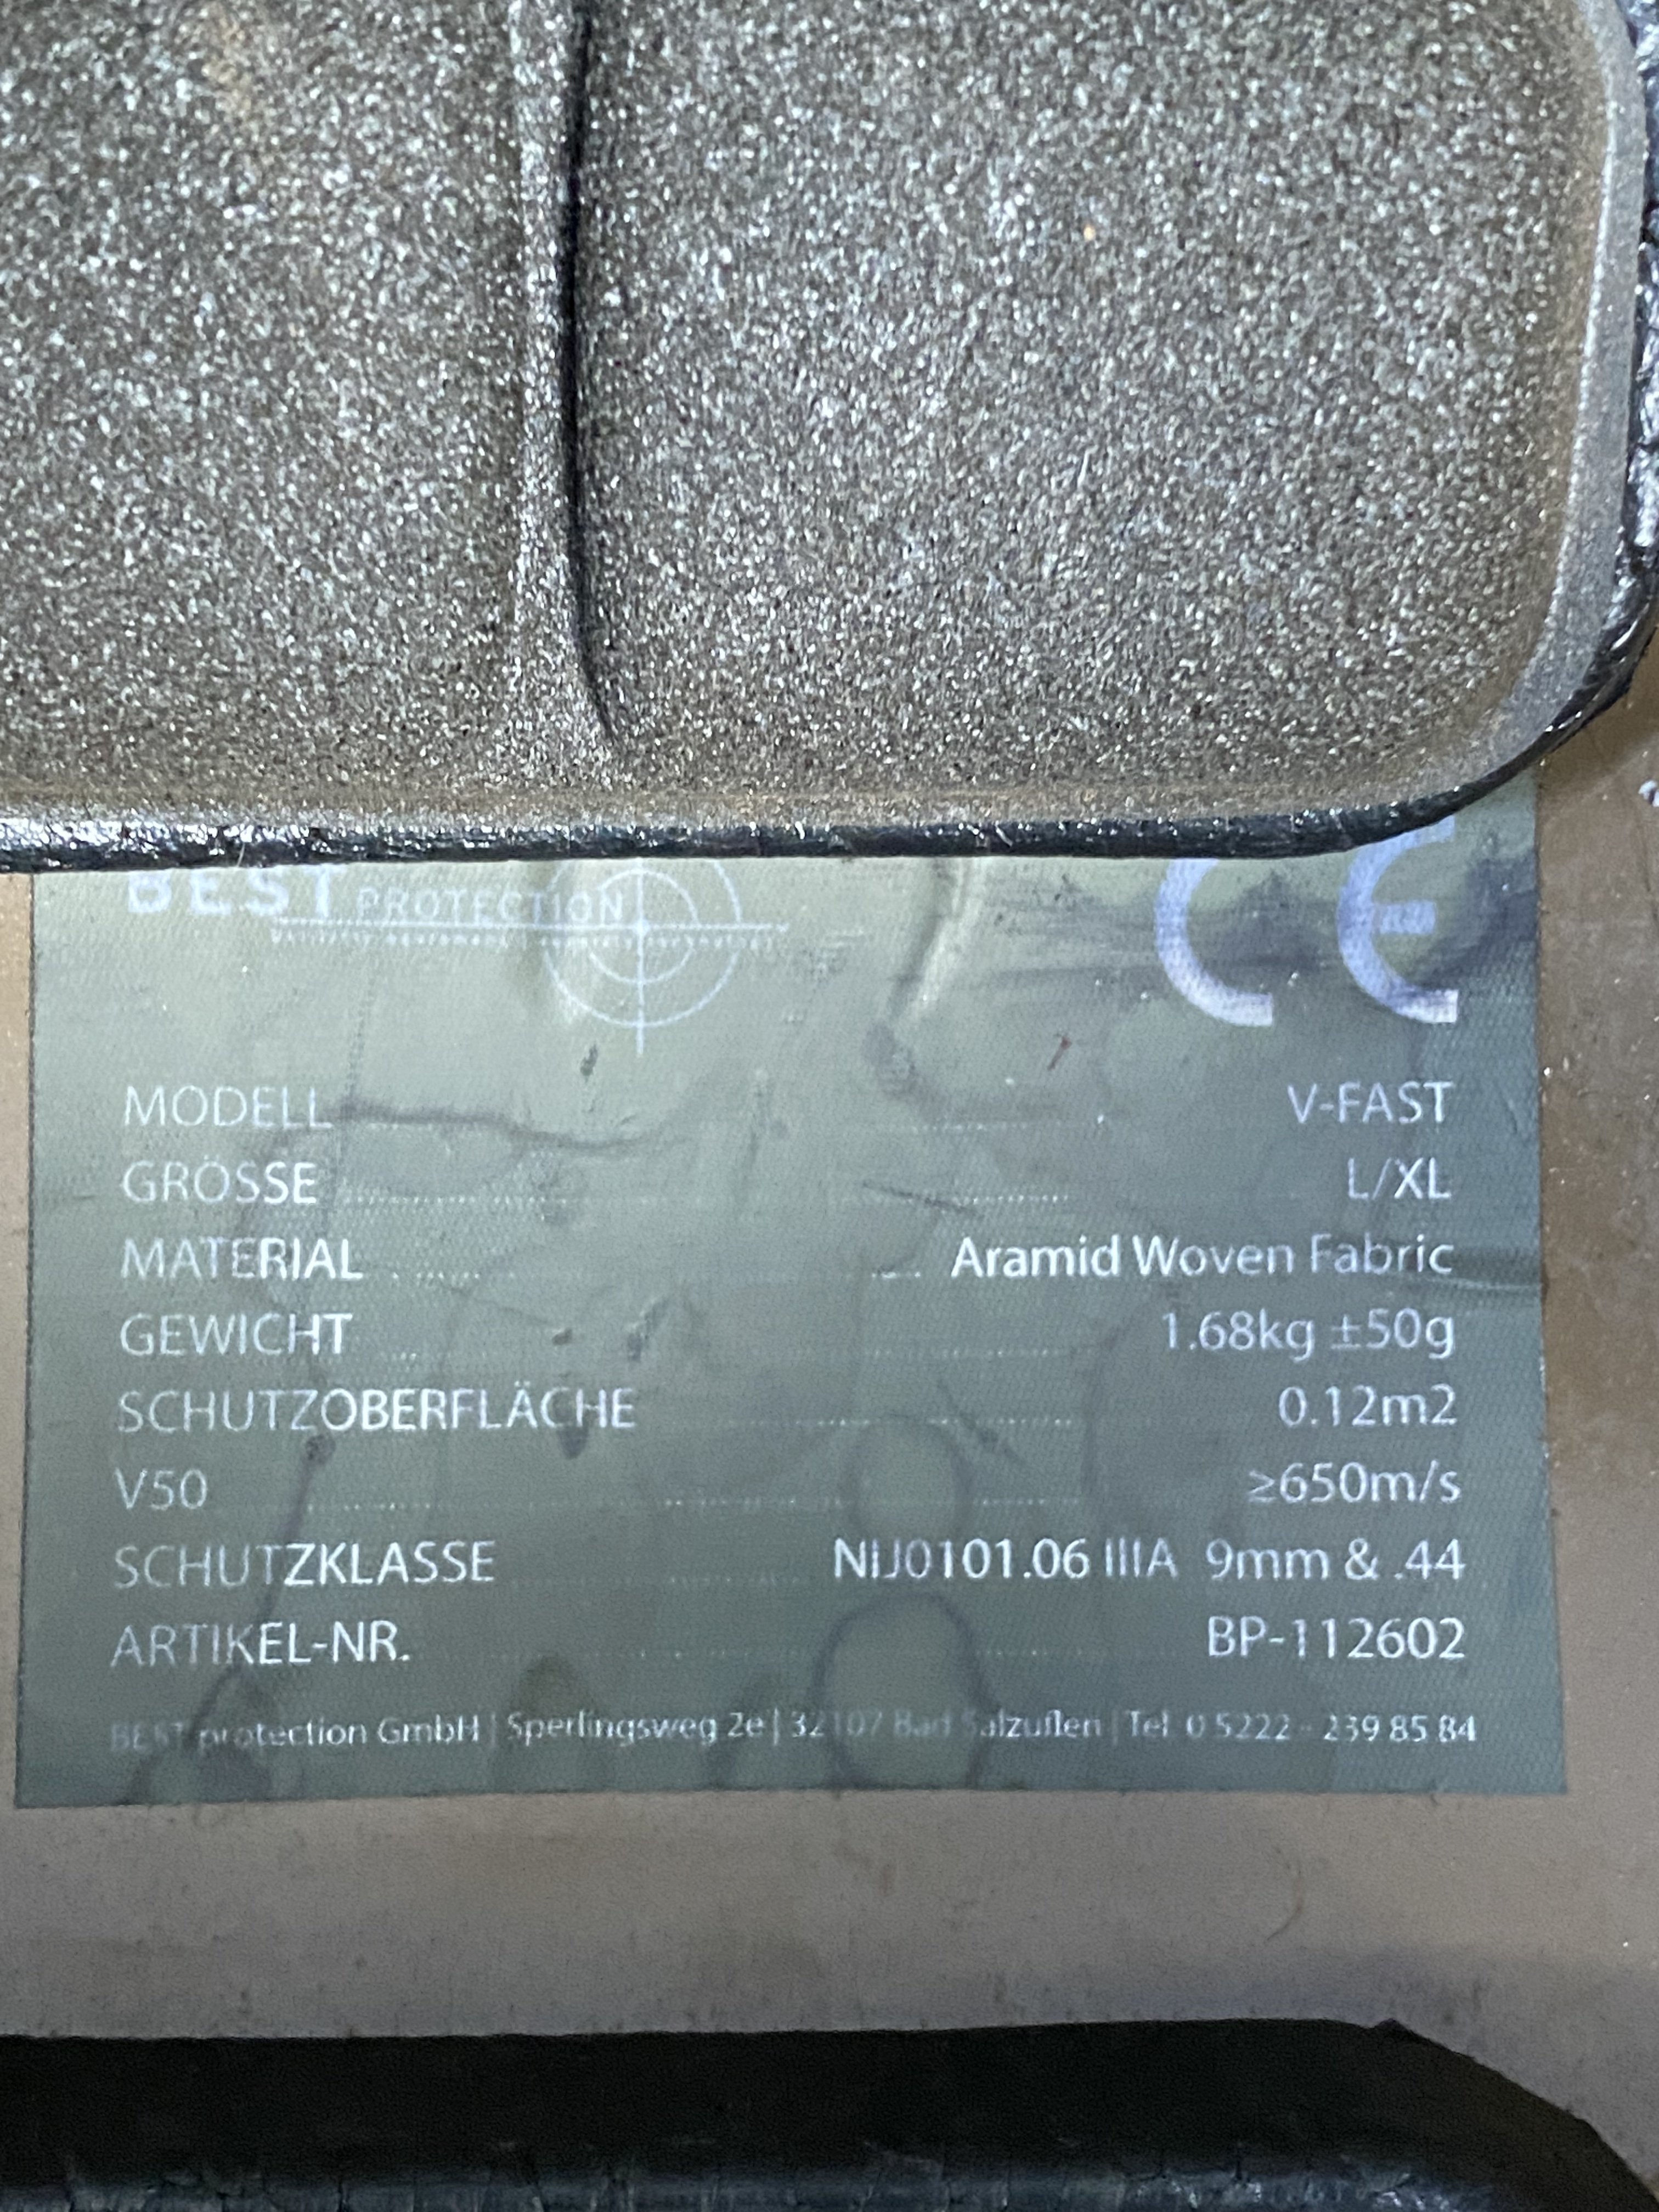 BEST PROTECTION
CE
MODELL V-FAST
GRÖSSE L/XL
MATERIAL Aramid Woven Fabric
GEWICHT 1.68kg ±50g
SCHUTZOBERFLÄCHE 0.12m2
V50 ≥650m/s
SCHUTZKLASSE NIJ0101.06 IIIA 9mm & .44
ARTIKEL-NR. BP-112602
BEST protection GmbH | Sperlingsweg 2e | 32107 Bad Salzuflen | Tel 0 5222 - 239 85 84